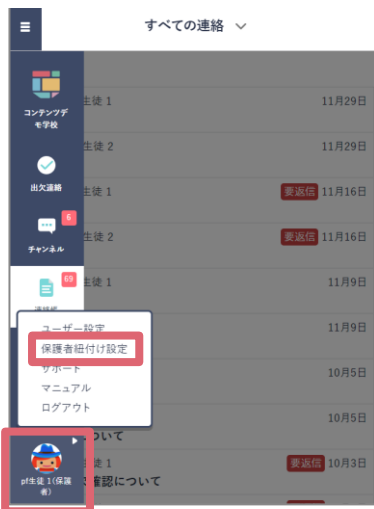 すべての連絡
コンテンツデ
モ学校
生徒 1 11月29日
生徒 2 11月29日
出欠連絡
生徒 1 要返信 11月16日
6
チャンネル
生徒 2 要返信 11月16日
69
生徒 1 11月9日
11月9日
ユーザー設定
保護者紐付け設定
サポート
10月5日
マニュアル
ログアウト
10月5日
ついて
生徒 1 要返信 10月3日
確認について
pf生徒 1(保護
者)